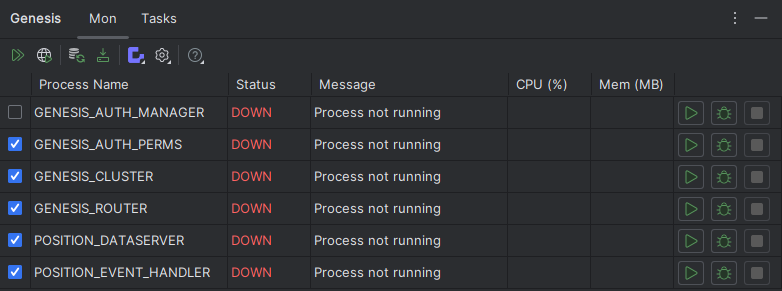 Genesis Mon Tasks
Process Name Status Message CPU (%) Mem (MB)
GENESIS_AUTH_MANAGER DOWN Process not running
GENESIS_AUTH_PERMS DOWN Process not running
GENESIS_CLUSTER DOWN Process not running
GENESIS_ROUTER DOWN Process not running
POSITION_DATASERVER DOWN Process not running
POSITION_EVENT_HANDLER DOWN Process not running